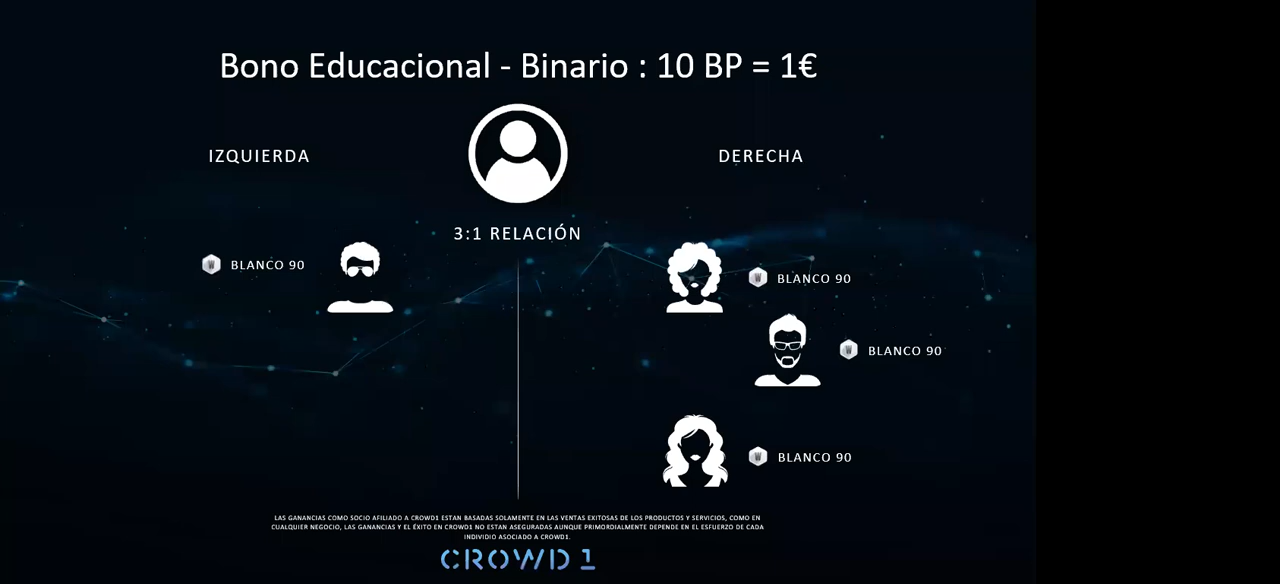 Bono Educacional - Binario : 10 BP = 1€
IZQUIERDA
DERECHA
3:1 RELACIÓN
BLANCO 90
BLANCO 90
BLANCO 90
BLANCO 90
LAS GANANCIAS COMO SOCIO AFILIADO A CROWD1 ESTAN BASADAS SOLAMENTE EN LAS VENTAS EXITOSAS DE LOS PRODUCTOS Y SERVICIOS, COMO EN
CUALQUIER NEGOCIO, LAS GANANCIAS Y EL ÉXITO EN CROWD1 NO ESTAN ASEGURADAS AUNQUE PRIMORDIALMENTE DEPENDE EN EL ESFUERZO DE CADA
INDIVIDIO ASOCIADO A CROWD1.
CROWD1